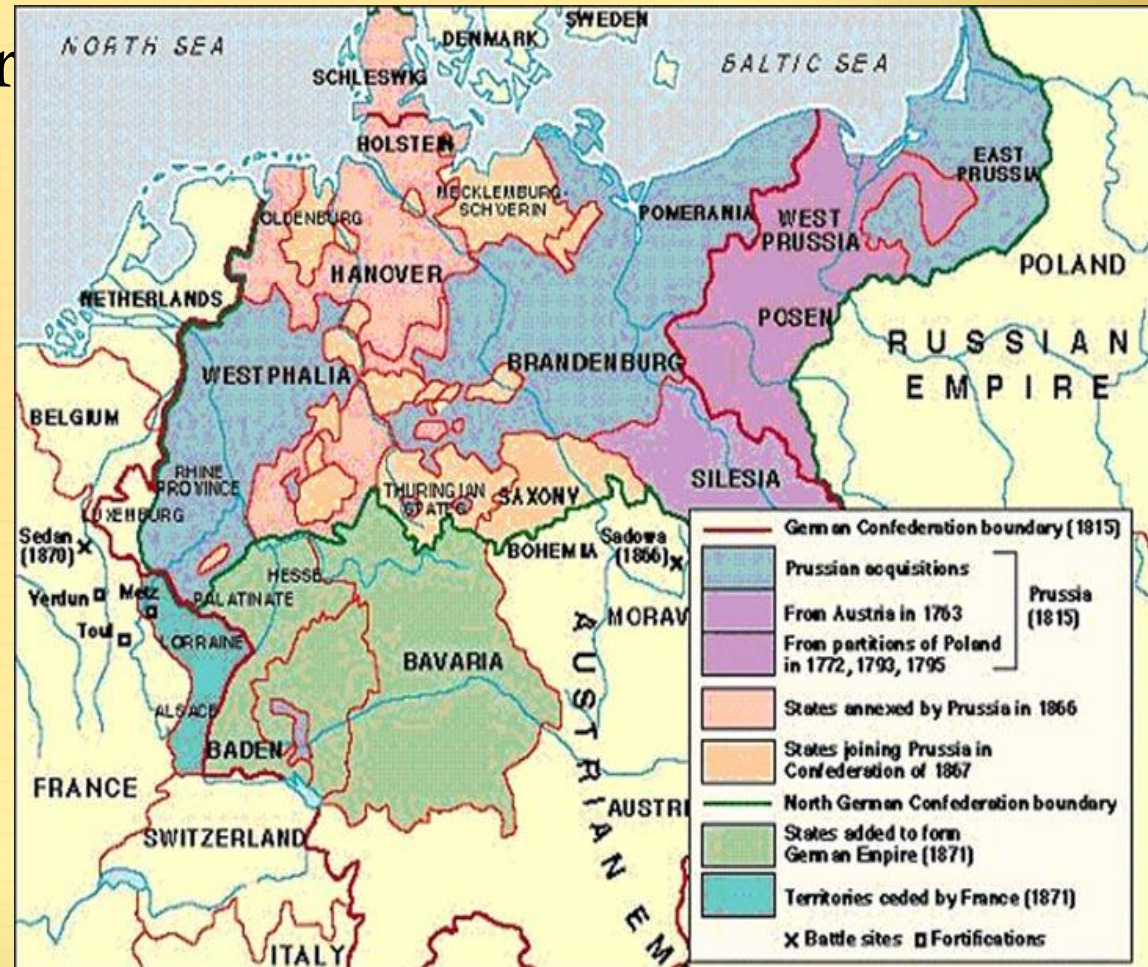 NORTH SEA
SWEDEN
DENMARK
BALTIC SEA
SCHLESWIG
HOLSTEIN
MECKLEMBURG-
SCHWERIN
OLDENBURG
POMERANIA
EAST
PRUSSIA
WEST
PRUSSIA
HANOVER
POLAND
NETHERLANDS
POSEN
RUSSIAN
EMPIRE
WESTPHALIA
BRANDENBURG
BELGIUM
RHINE
PROVINCE
THURINGIAN
STATES
SAXONY
SILESIA
LUXEMBURG
Sedan
(1870)
BOHEMIA
Sadowa
(1866)
HESSE
PALATINATE
Verdun
Metz
Toul
LORRAINE
MORAV
BAVARIA
ALSACE
BADEN
FRANCE
SWITZERLAND
AUSTRI
AUSTRIAN EM
ITALY
German Confederation boundary (1815)
Prussian acquisitions
From Austria in 1763
From partitions of Poland
in 1772, 1793, 1795
Prussia
(1815)
States annexed by Prussia in 1866
States joining Prussia in
Confederation of 1867
North German Confederation boundary
States added to form
German Empire (1871)
Territories ceded by France (1871)
Battle sites
Fortifications